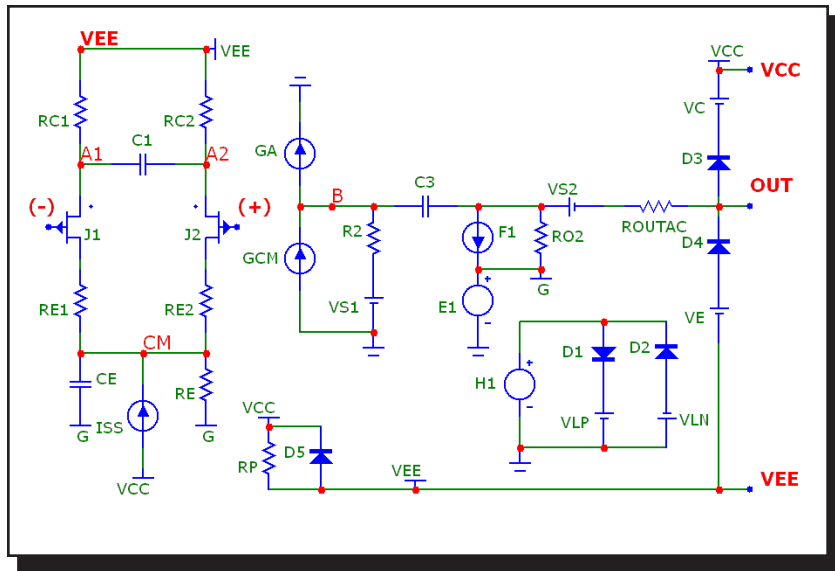 VEE
VEE
VCC
VCC
RC1
RC2
C1
GA
VC
D3
A1
A2
(-)
(+)
J1
J2
B
C3
VS2
OUT
R2
F1
RO2
ROUTAC
D4
GCM
RE1
RE2
VS1
E1
+
-
G
VE
CM
CE
ISS
RE
G
G
VCC
H1
+
-
D1
D2
VLP
VLN
VCC
RP
D5
VEE
VEE